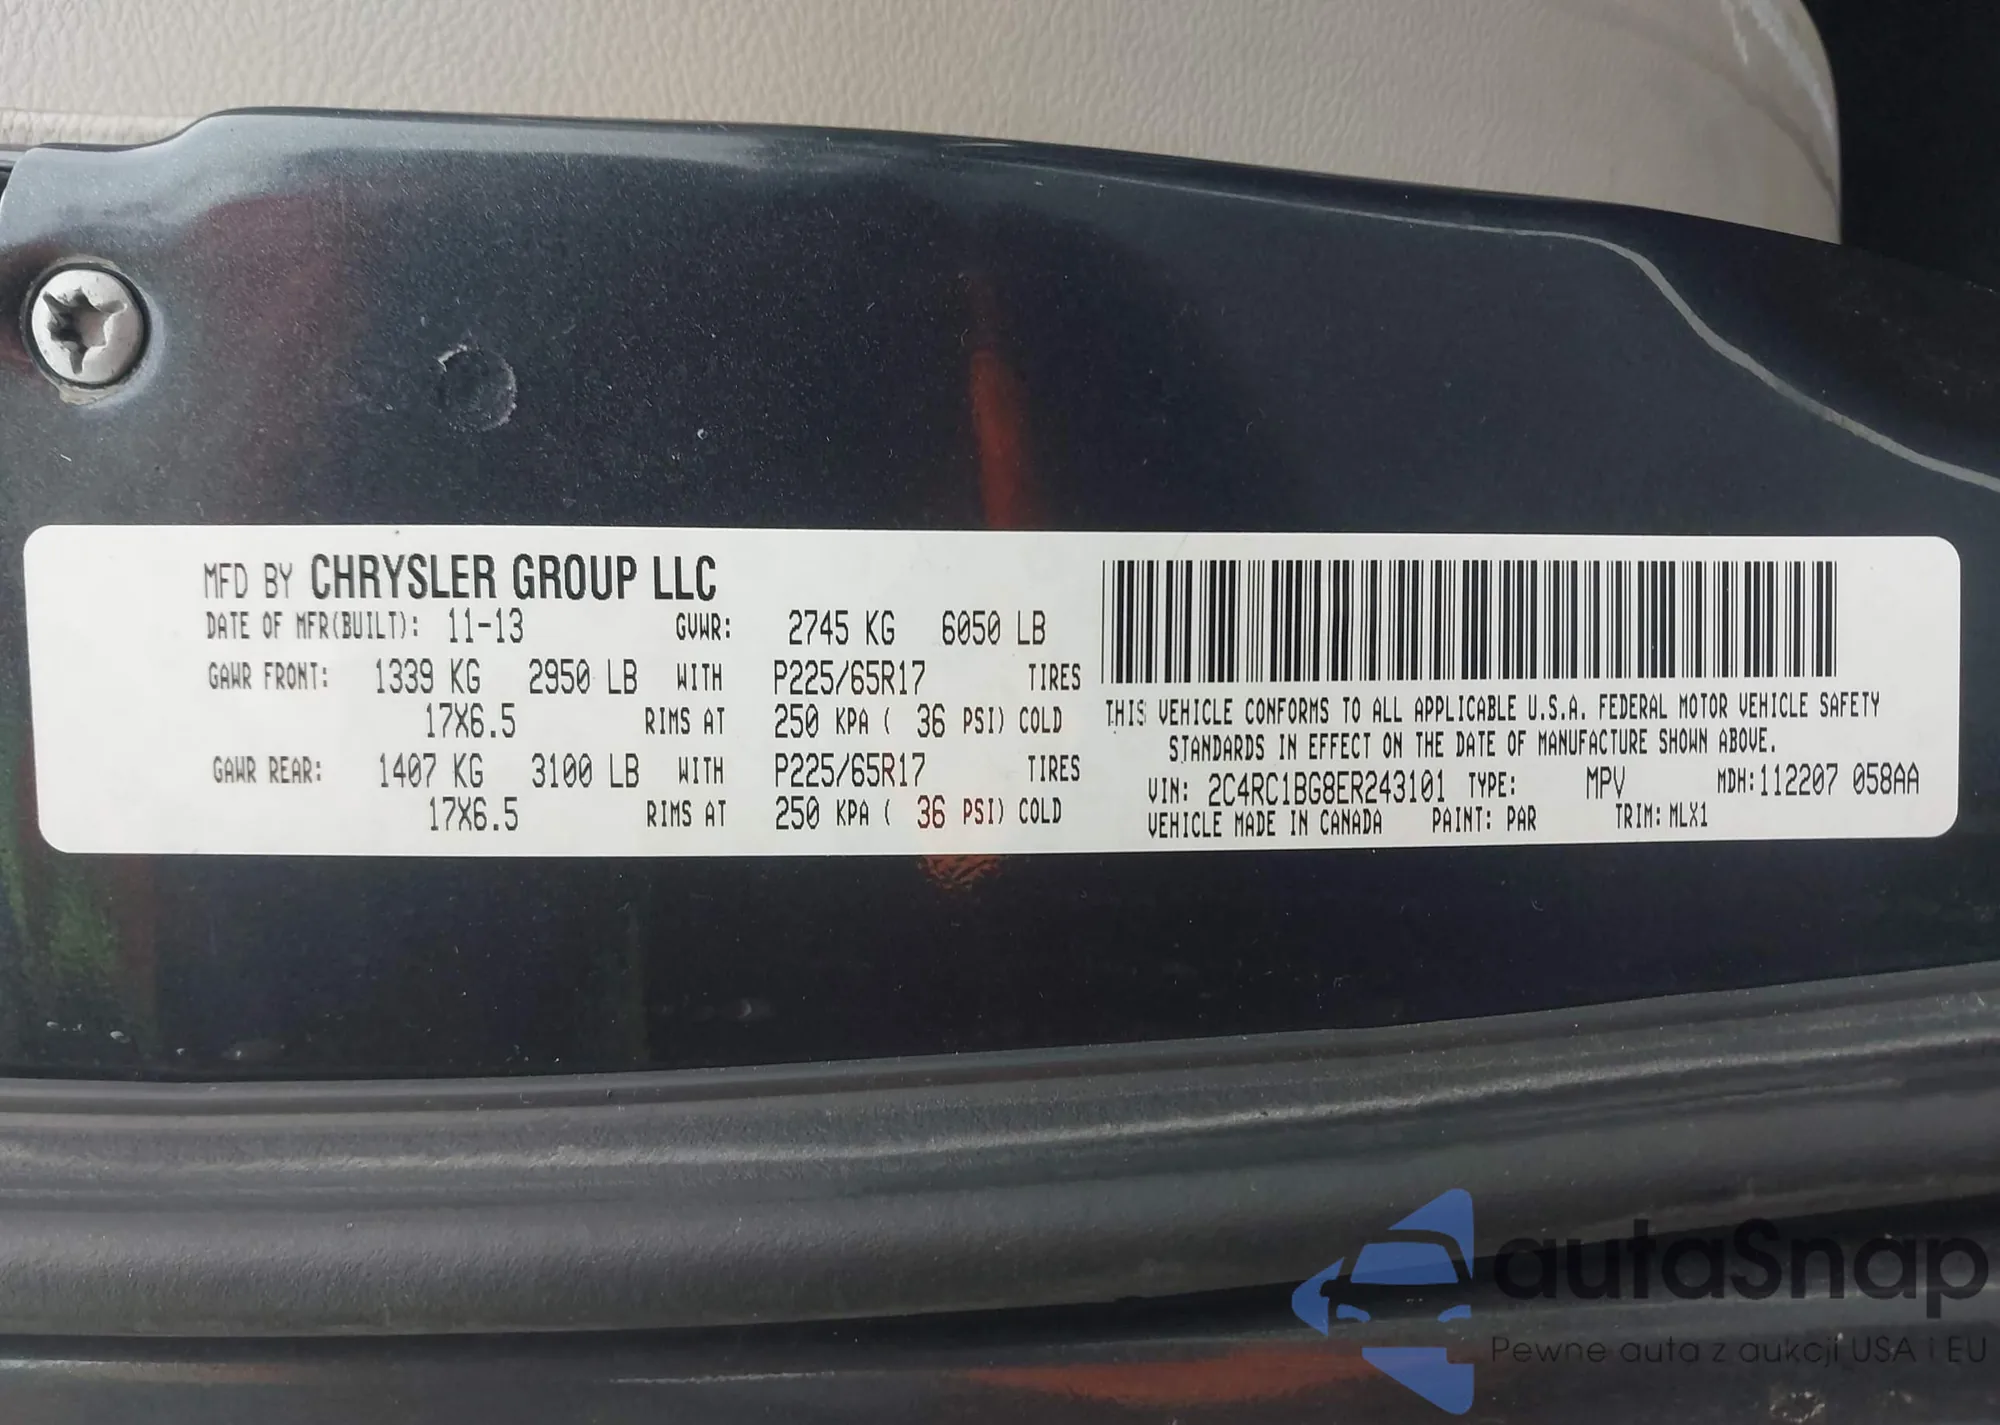 MFD BY CHRYSLER GROUP LLC
DATE OF MFR(BUILT): 11-13 GVWR: 2745 KG 6050 LB
GAWR FRONT: 1339 KG 2950 LB WITH P225/65R17 TIRES
17X6.5 RIMS AT 250 KPA ( 36 PSI) COLD
GAWR REAR: 1407 KG 3100 LB WITH P225/65R17 TIRES
17X6.5 RIMS AT 250 KPA ( 36 PSI) COLD
THIS VEHICLE CONFORMS TO ALL APPLICABLE U.S.A. FEDERAL MOTOR VEHICLE SAFETY
STANDARDS IN EFFECT ON THE DATE OF MANUFACTURE SHOWN ABOVE.
VIN: 2C4RC1BG8ER243101 TYPE: MPV MDH:112207 058AA
VEHICLE MADE IN CANADA PAINT: PAR TRIM: MLX1
autaSnap
Pewne auta z aukcji USA i EU